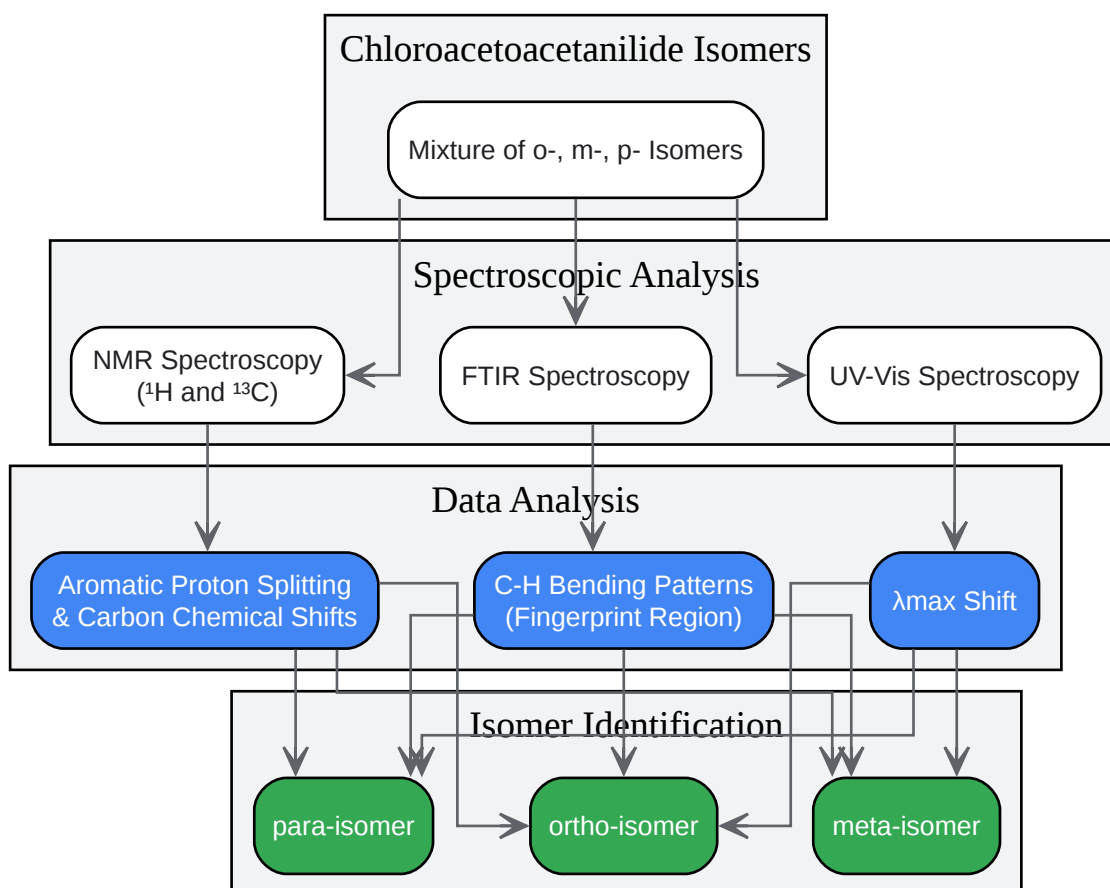 Chloroacetoacetanilide Isomers
Mixture of o-, m-, p- Isomers
Spectroscopic Analysis
NMR Spectroscopy
(¹H and ¹³C)
FTIR Spectroscopy
UV-Vis Spectroscopy
Data Analysis
Aromatic Proton Splitting
& Carbon Chemical Shifts
C-H Bending Patterns
(Fingerprint Region)
λmax Shift
Isomer Identification
para-isomer
ortho-isomer
meta-isomer